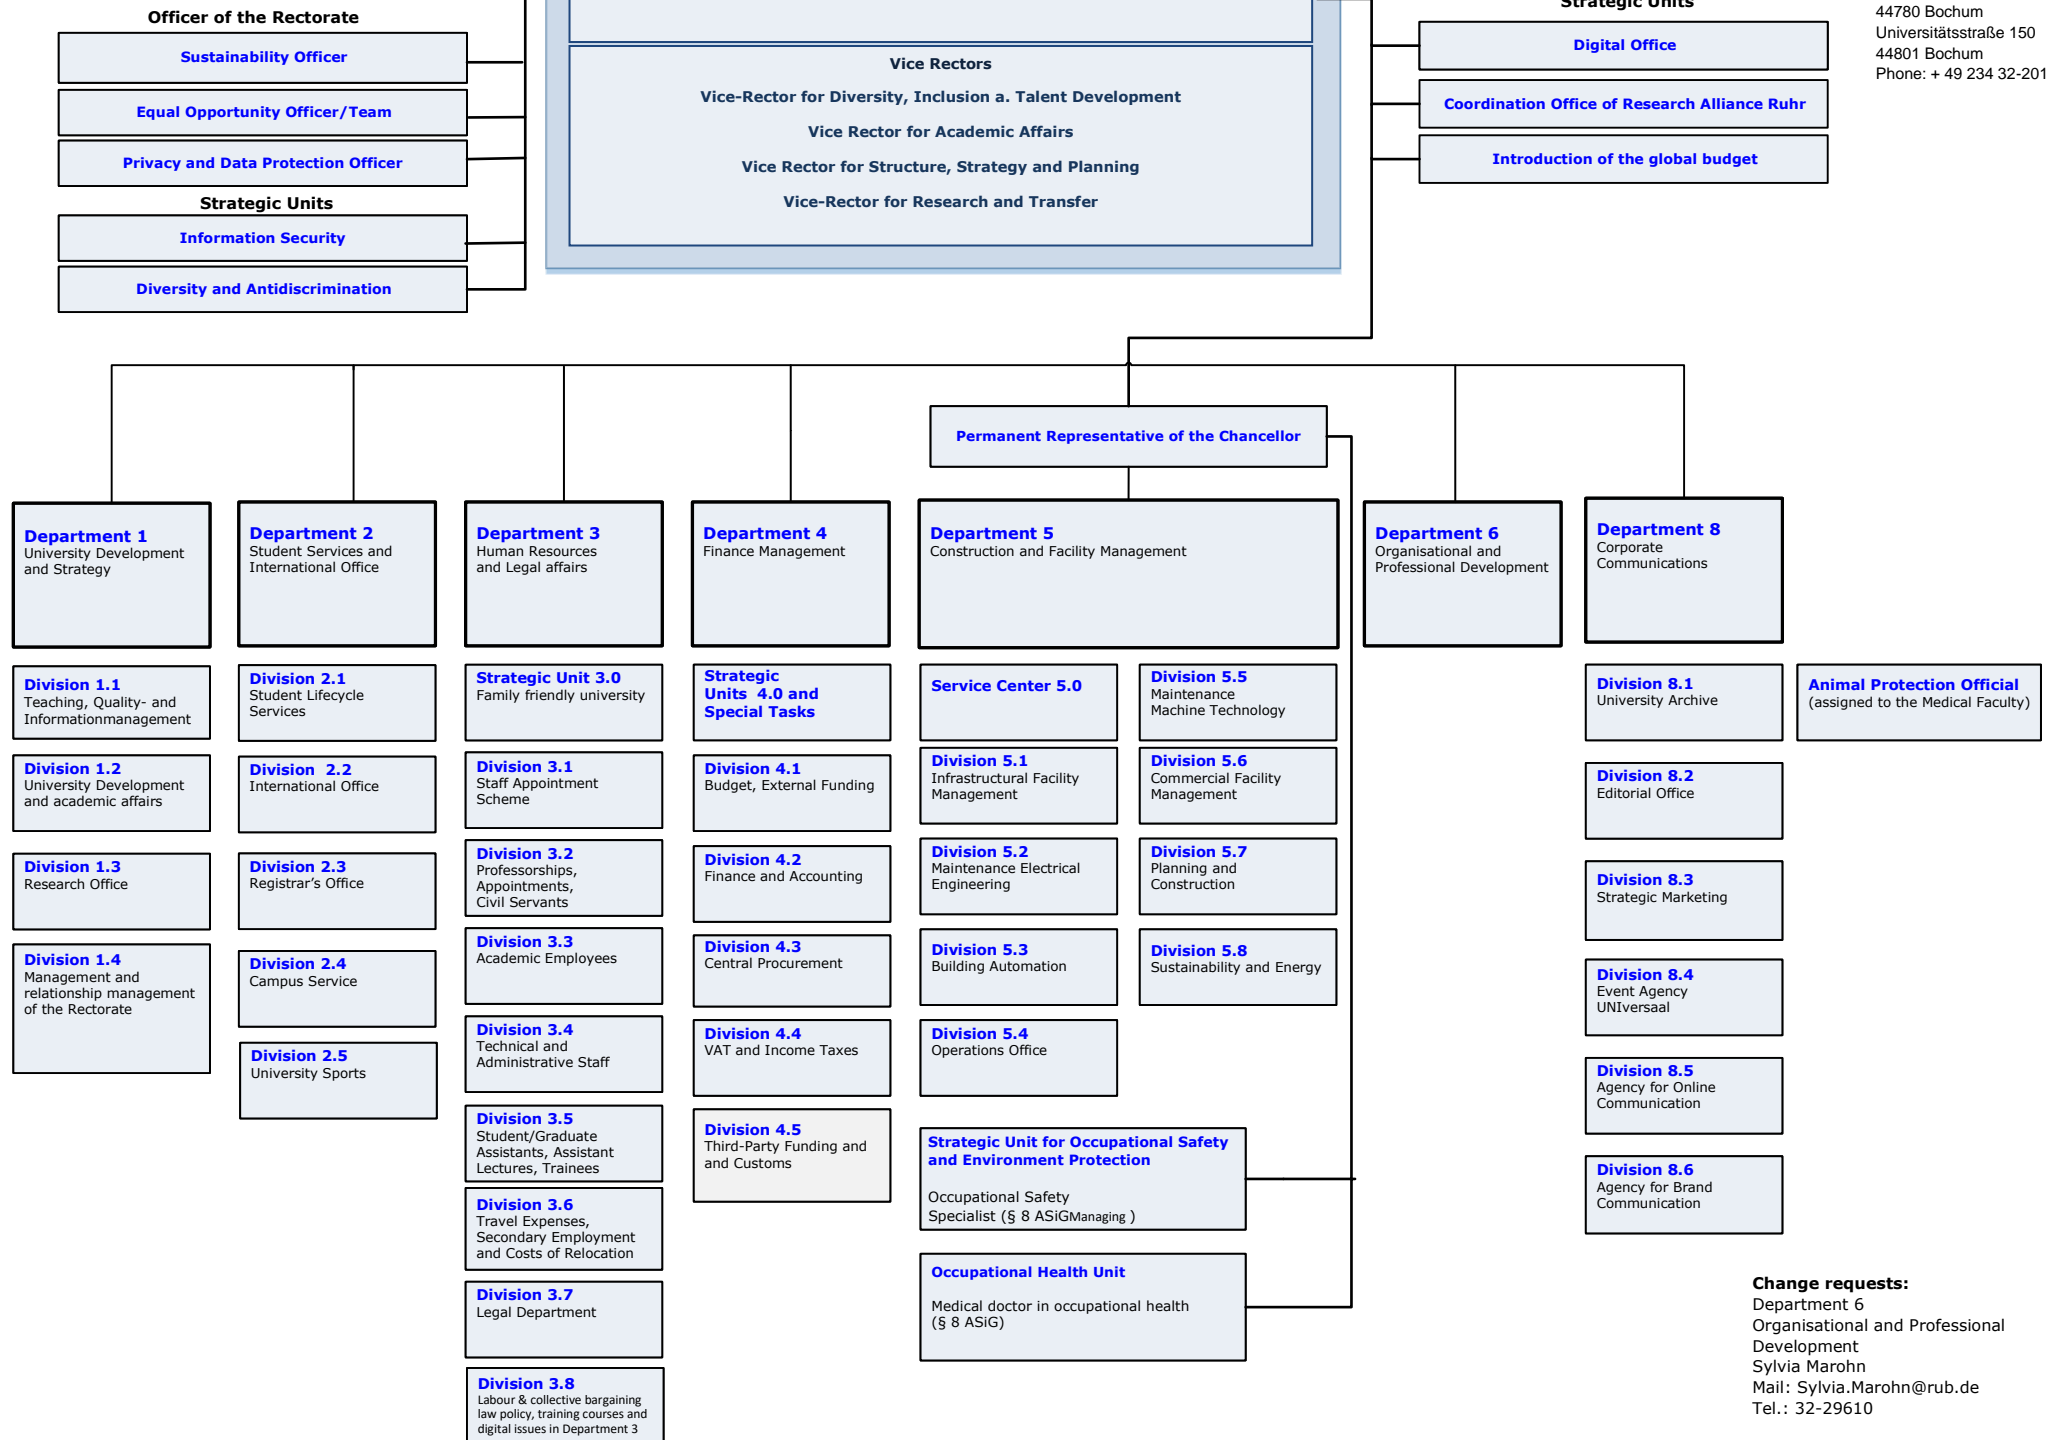 Officer of the Rectorate
Sustainability Officer
Equal Opportunity Officer/Team
Privacy and Data Protection Officer
Strategic Units
Information Security
Diversity and Antidiscrimination
Vice Rectors
Vice-Rector for Diversity, Inclusion a. Talent Development
Vice Rector for Academic Affairs
Vice Rector for Structure, Strategy and Planning
Vice-Rector for Research and Transfer
Strategic Units
Digital Office
Coordination Office of Research Alliance Ruhr
Introduction of the global budget
44780 Bochum
Universitätsstraße 150
44801 Bochum
Phone: + 49 234 32-201
Permanent Representative of the Chancellor
Department 1
University Development
and Strategy
Division 1.1
Teaching, Quality- and
Informationmanagement
Division 1.2
University Development
and academic affairs
Division 1.3
Research Office
Division 1.4
Management and
relationship management
of the Rectorate
Department 2
Student Services and
International Office
Division 2.1
Student Lifecycle
Services
Division  2.2
International Office
Division 2.3
Registrar’s Office
Division 2.4
Campus Service
Division 2.5
University Sports
Department 3
Human Resources
and Legal affairs
Strategic Unit 3.0
Family friendly university
Division 3.1
Staff Appointment
Scheme
Division 3.2
Professorships,
Appointments,
Civil Servants
Division 3.3
Academic Employees
Division 3.4
Technical and
Administrative Staff
Division 3.5
Student/Graduate
Assistants, Assistant
Lectures, Trainees
Division 3.6
Travel Expenses,
Secondary Employment
and Costs of Relocation
Division 3.7
Legal Department
Division 3.8
Labour & collective bargaining
law policy, training courses and
digital issues in Department 3
Department 4
Finance Management
Strategic
Units  4.0 and
Special Tasks
Division 4.1
Budget, External Funding
Division 4.2
Finance and Accounting
Division 4.3
Central Procurement
Division 4.4
VAT and Income Taxes
Division 4.5
Third-Party Funding and
and Customs
Department 5
Construction and Facility Management
Service Center 5.0
Division 5.1
Infrastructural Facility
Management
Division 5.2
Maintenance Electrical
Engineering
Division 5.3
Building Automation
Division 5.4
Operations Office
Division 5.5
Maintenance
Machine Technology
Division 5.6
Commercial Facility
Management
Division 5.7
Planning and
Construction
Division 5.8
Sustainability and Energy
Strategic Unit for Occupational Safety
and Environment Protection
Occupational Safety
Specialist (§ 8 ASiGManaging )
Occupational Health Unit
Medical doctor in occupational health
(§ 8 ASiG)
Department 6
Organisational and
Professional Development
Department 8
Corporate
Communications
Division 8.1
University Archive
Division 8.2
Editorial Office
Division 8.3
Strategic Marketing
Division 8.4
Event Agency
UNIversaal
Division 8.5
Agency for Online
Communication
Division 8.6
Agency for Brand
Communication
Animal Protection Official
(assigned to the Medical Faculty)
Change requests:
Department 6
Organisational and Professional
Development
Sylvia Marohn
Mail: Sylvia.Marohn@rub.de
Tel.: 32-29610